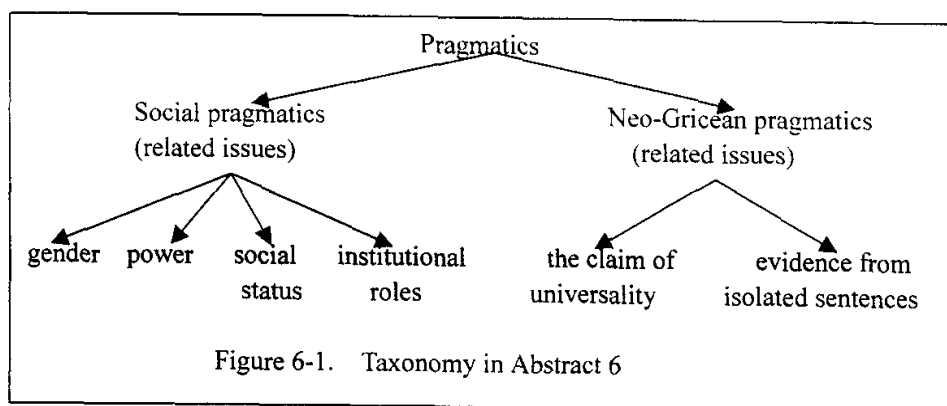 Pragmatics
Social pragmatics
(related issues)
Neo-Gricean pragmatics
(related issues)
gender
power
social
status
institutional
roles
the claim of
universality
evidence from
isolated sentences
Figure 6-1. Taxonomy in Abstract 6